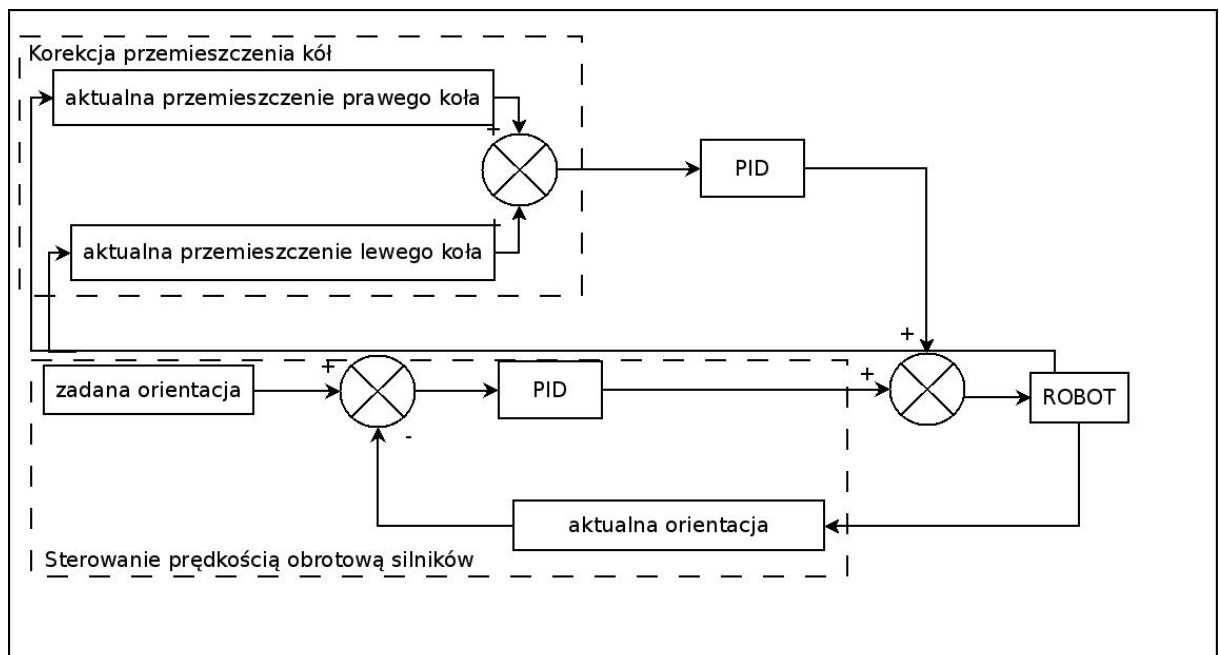 Korekcja przemieszczenia kół
aktualna przemieszczenie prawego koła
+
PID
+
aktualna przemieszczenie lewego koła
+
+
+
zadana orientacja
PID
ROBOT
-
aktualna orientacja
Sterowanie prędkością obrotową silników